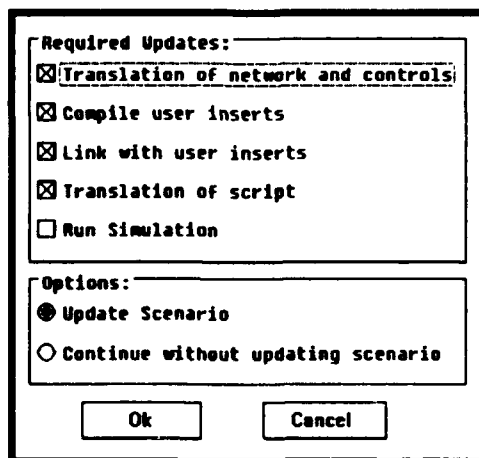 Required Updates:
Translation of network and controls
Compile user inserts
Link with user inserts
Translation of script
Run Simulation
Options:
Update Scenario
Continue without updating scenario
Ok
Cancel